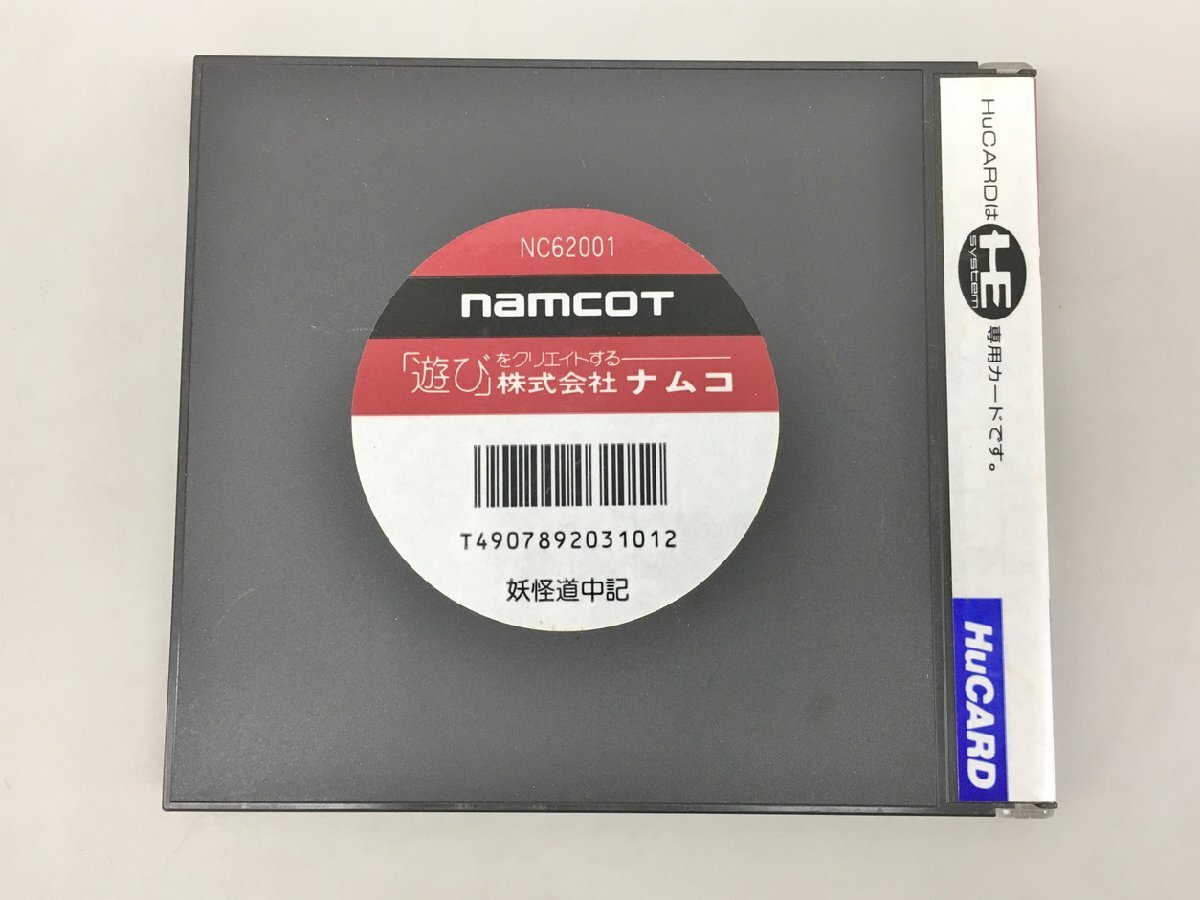 NC62001
namcot
「遊び」をクリエイトする
株式会社ナムコ
T4907892031012
妖怪道中記
HuCARDは HE system 専用カードです。
HuCARD